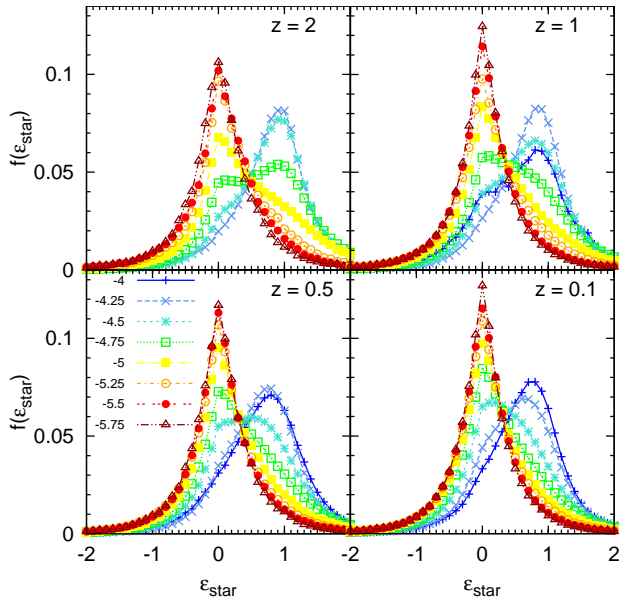 z = 2
z = 1
f(ε_star)
0.1
0.05
0
z = 0.5
z = 0.1
f(ε_star)
0.1
0.05
0
-4
-4.25
-4.5
-4.75
-5
-5.25
-5.5
-5.75
-2 -1 0 1 2
-2 -1 0 1 2
ε_star
ε_star